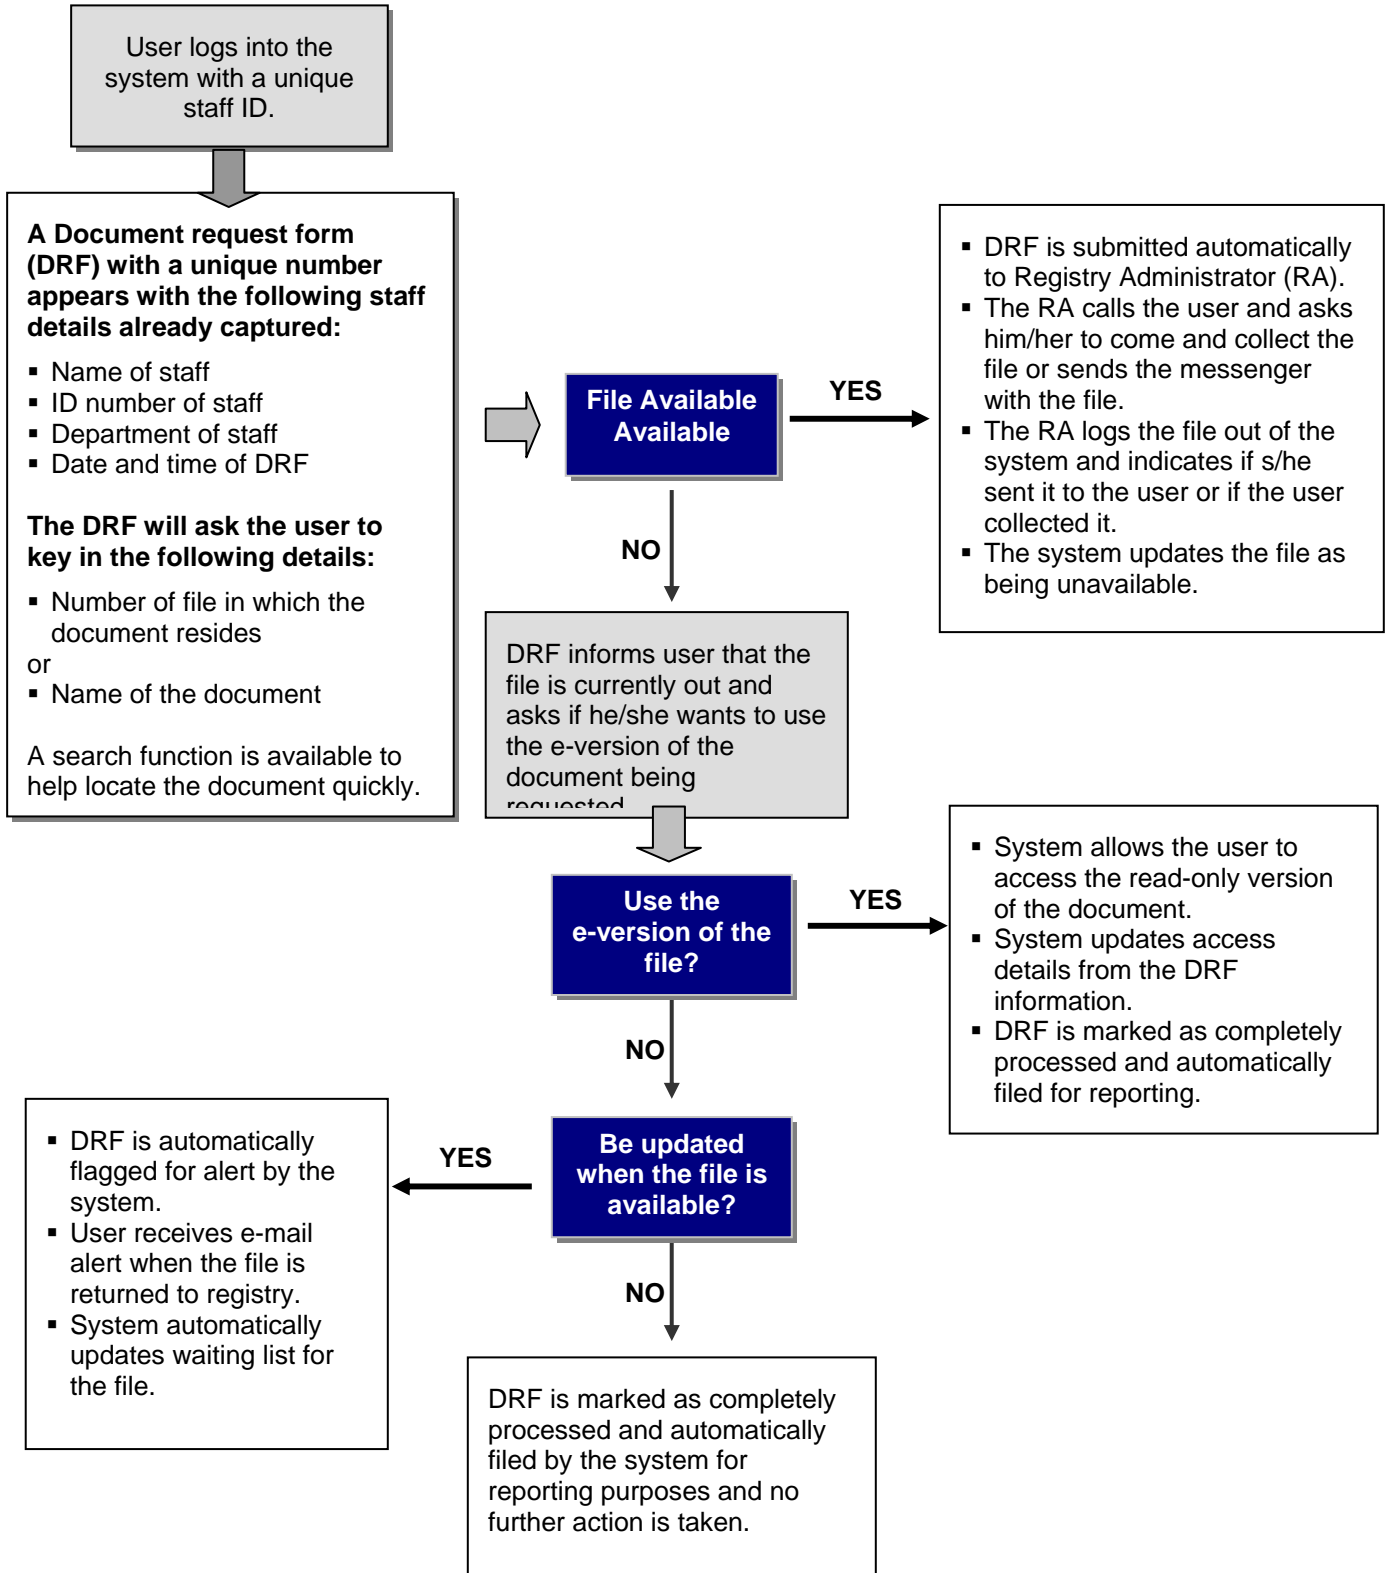 User logs into the
system with a unique
staff ID.
A Document request form
(DRF) with a unique number
appears with the following staff
details already captured:
▪ Name of staff
▪ ID number of staff
▪ Department of staff
▪ Date and time of DRF
The DRF will ask the user to
key in the following details:
▪ Number of file in which the
document resides
or
▪ Name of the document
A search function is available to
help locate the document quickly.
File Available
Available
YES
▪ DRF is submitted automatically
to Registry Administrator (RA).
▪ The RA calls the user and asks
him/her to come and collect the
file or sends the messenger
with the file.
▪ The RA logs the file out of the
system and indicates if s/he
sent it to the user or if the user
collected it.
▪ The system updates the file as
being unavailable.
NO
DRF informs user that the
file is currently out and
asks if he/she wants to use
the e-version of the
document being
requested
Use the
e-version of the
file?
YES
▪ System allows the user to
access the read-only version
of the document.
▪ System updates access
details from the DRF
information.
▪ DRF is marked as completely
processed and automatically
filed for reporting.
NO
Be updated
when the file is
available?
YES
▪ DRF is automatically
flagged for alert by the
system.
▪ User receives e-mail
alert when the file is
returned to registry.
▪ System automatically
updates waiting list for
the file.
NO
DRF is marked as completely
processed and automatically
filed by the system for
reporting purposes and no
further action is taken.